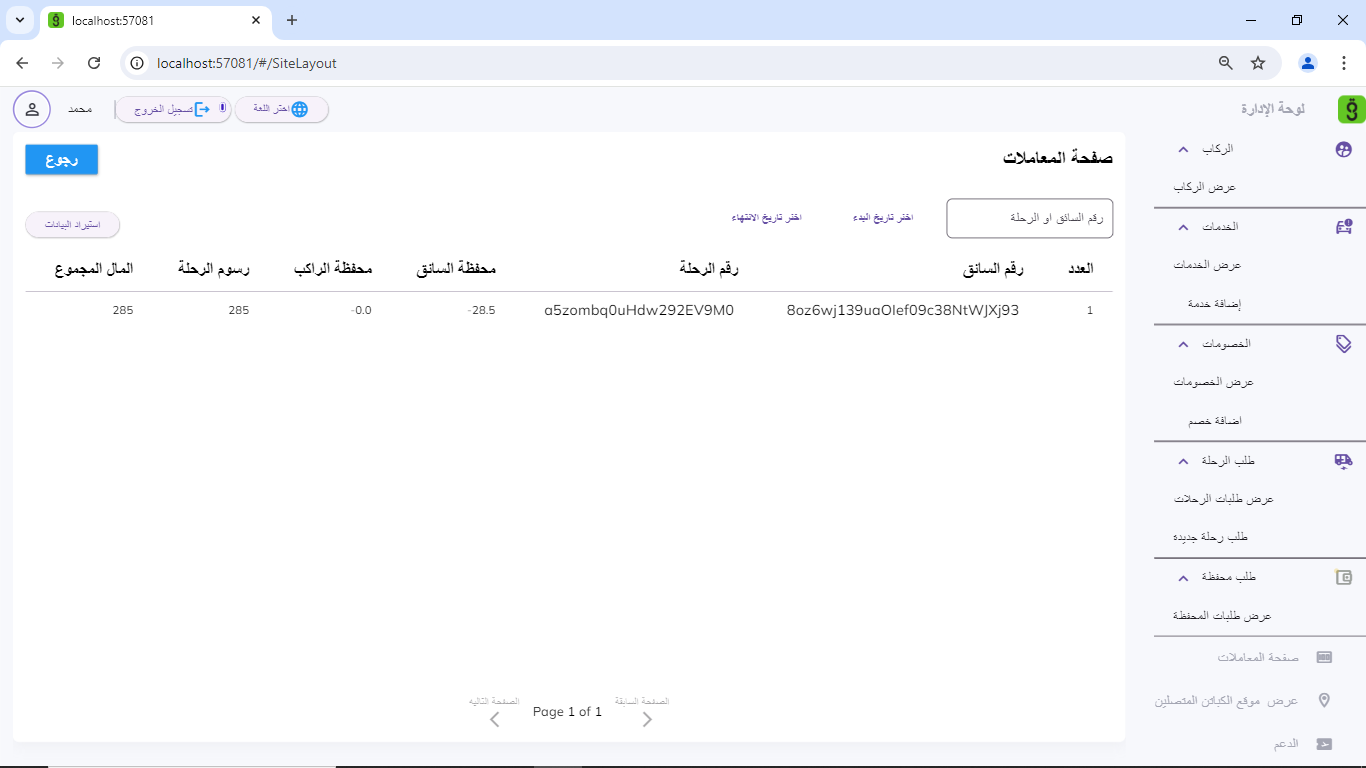 localhost:57081
localhost:57081/#/SiteLayout
لوحة الإدارة
اختر اللغة
تسجيل الخروج
محمد
الركاب
عرض الركاب
الخدمات
عرض الخدمات
إضافة خدمة
الخصومات
عرض الخصومات
اضافة خصم
طلب الرحلة
عرض طلبات الرحلات
طلب رحلة جديدة
طلب محفظة
عرض طلبات المحفظة
صفحة المعاملات
عرض موقع الكباتن المتصلين
الدعم
صفحة المعاملات
رجوع
رقم السائق او الرحلة
اختر تاريخ البدء
اختر تاريخ الانتهاء
استيراد البيانات
العدد رقم السائق رقم الرحلة محفظة السائق محفظة الراكب رسوم الرحلة المال المجموع
1 8oz6wj139uaOIef09c38NtWJXj93 a5zombq0uHdw292EV9M0 -28.5 -0.0 285 285
الصفحة السابقة
Page 1 of 1
الصفحة التاليه